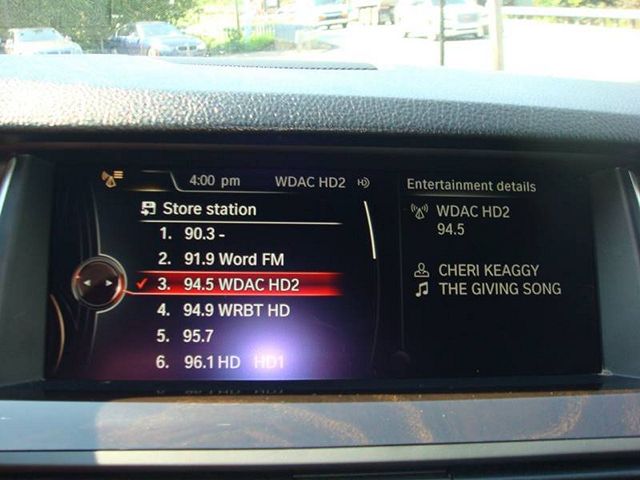 4:00 pm WDAC HD2 HD
Store station
1. 90.3 -
2. 91.9 Word FM
3. 94.5 WDAC HD2
4. 94.9 WRBT HD
5. 95.7
6. 96.1 HD HD1
Entertainment details
WDAC HD2
94.5
CHERI KEAGGY
THE GIVING SONG